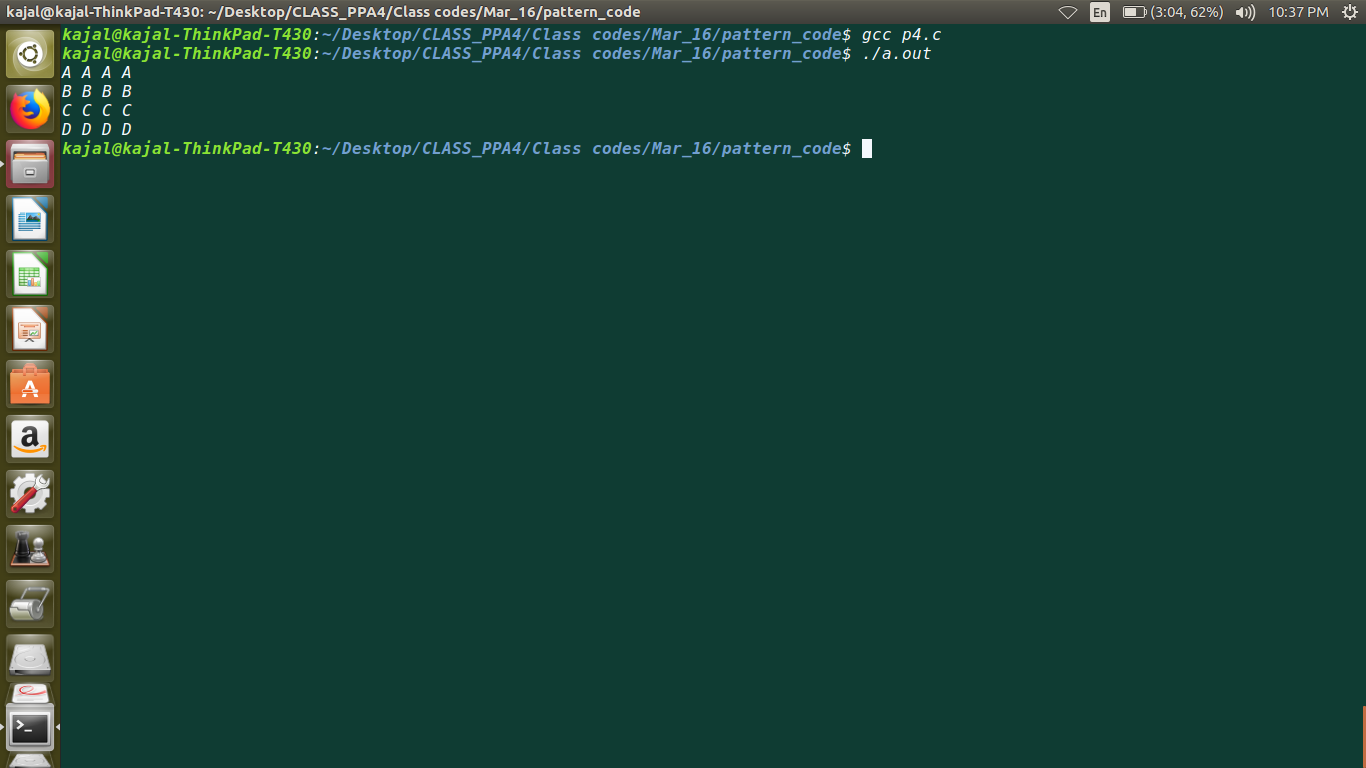 kajal@kajal-ThinkPad-T430: ~/Desktop/CLASS_PPA4/Class codes/Mar_16/pattern_code En (3:04, 62%) 10:37 PM
kajal@kajal-ThinkPad-T430:~/Desktop/CLASS_PPA4/Class codes/Mar_16/pattern_code$ gcc p4.c
kajal@kajal-ThinkPad-T430:~/Desktop/CLASS_PPA4/Class codes/Mar_16/pattern_code$ ./a.out
A A A A
B B B B
C C C C
D D D D
kajal@kajal-ThinkPad-T430:~/Desktop/CLASS_PPA4/Class codes/Mar_16/pattern_code$